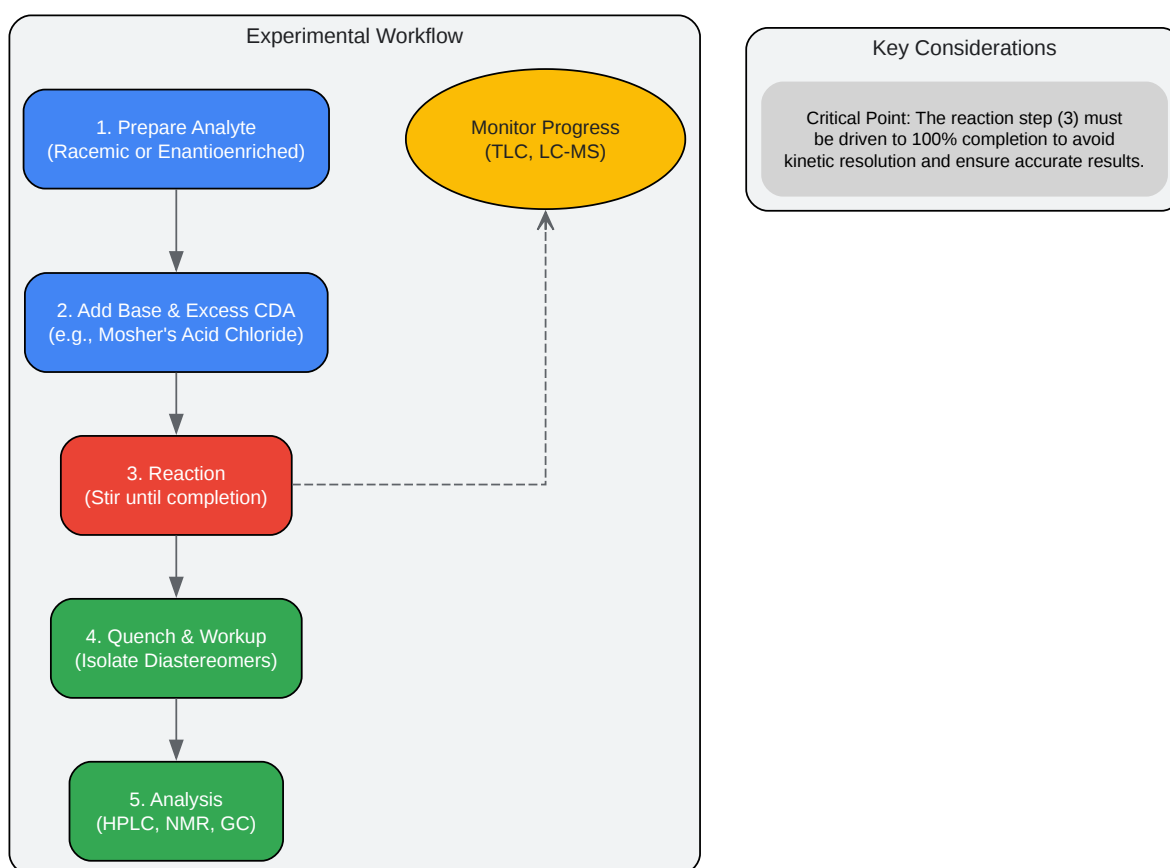 Experimental Workflow
1. Prepare Analyte
(Racemic or Enantioenriched)
Monitor Progress
(TLC, LC-MS)
2. Add Base & Excess CDA
(e.g., Mosher's Acid Chloride)
3. Reaction
(Stir until completion)
4. Quench & Workup
(Isolate Diastereomers)
5. Analysis
(HPLC, NMR, GC)
Key Considerations
Critical Point: The reaction step (3) must
be driven to 100% completion to avoid
kinetic resolution and ensure accurate results.